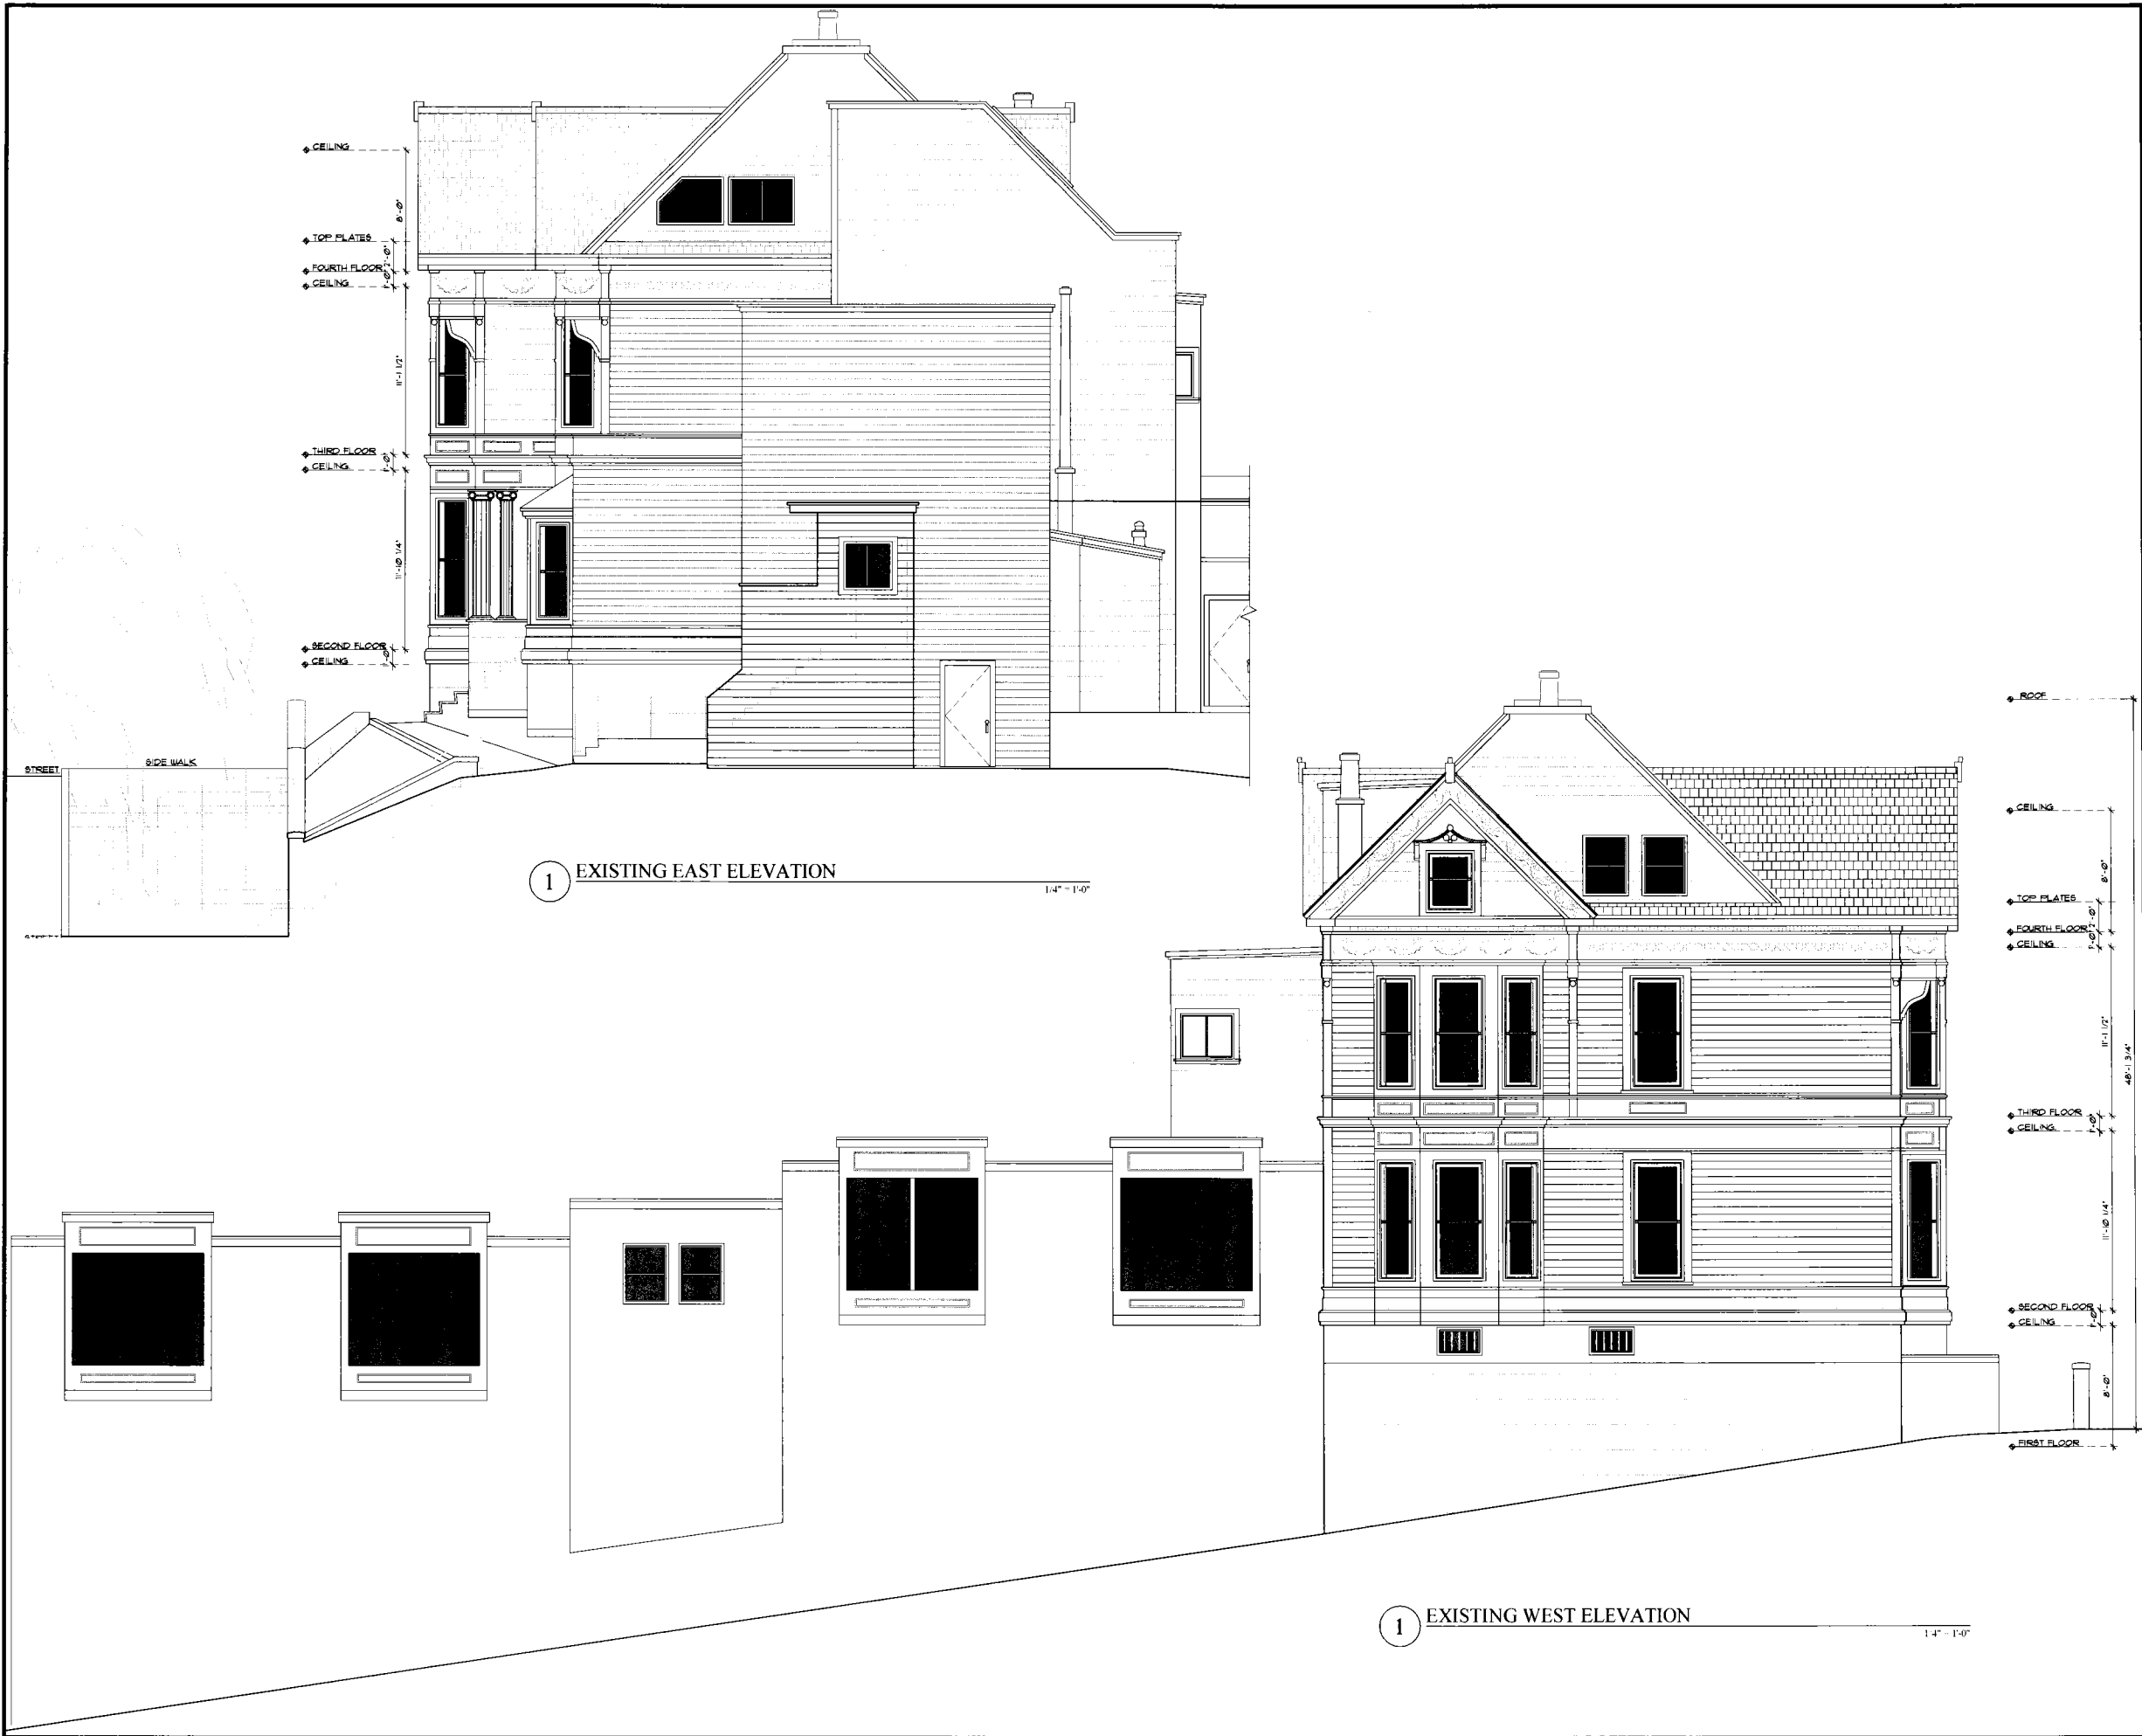 CEILING
8'-0"
TOP PLATES
2'-0"
FOURTH FLOOR
1'-0"
CEILING
11'-1 1/2"
THIRD FLOOR
1'-0"
CEILING
11'-10 1/4"
SECOND FLOOR
1'-0"
CEILING
STREET
SIDE WALK
1 EXISTING EAST ELEVATION
1/4" = 1'-0"
ROOF
CEILING
8'-0"
TOP PLATES
2'-0"
FOURTH FLOOR
1'-0"
CEILING
11'-1 1/2"
48'-1 3/4"
THIRD FLOOR
1'-0"
CEILING
11'-10 1/4"
SECOND FLOOR
1'-0"
CEILING
8'-0"
FIRST FLOOR
1 EXISTING WEST ELEVATION
1/4" = 1'-0"